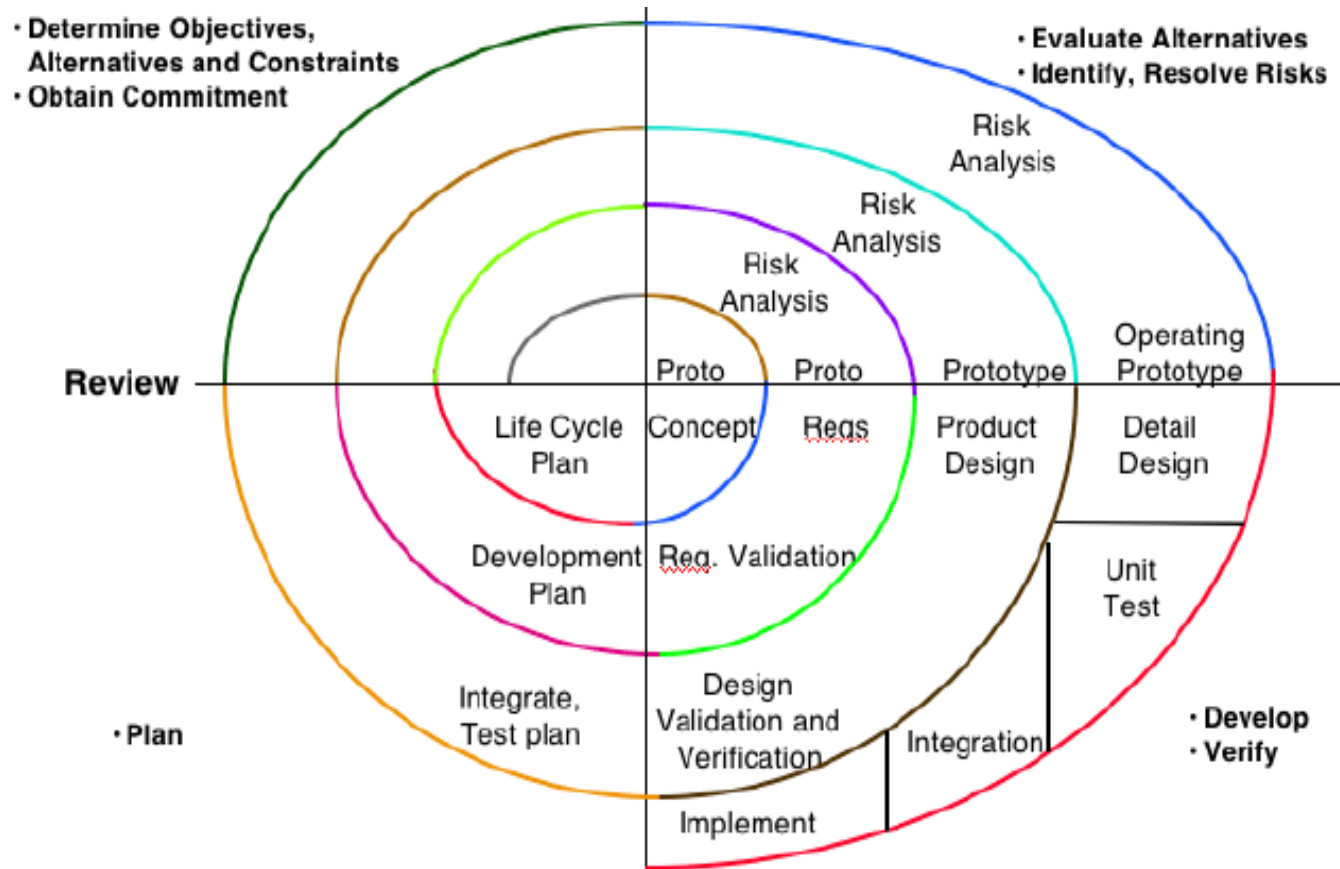 · Determine Objectives,
Alternatives and Constraints
· Obtain Commitment
· Evaluate Alternatives
· Identify, Resolve Risks
Risk
Analysis
Risk
Analysis
Risk
Analysis
Operating
Prototype
Prototype
Proto
Proto
Review
Life Cycle
Plan
Concept
Reqs
Product
Design
Detail
Design
Development
Plan
Req. Validation
Unit
Test
Integrate,
Test plan
Design
Validation and
Verification
Integration
Implement
· Plan
· Develop
· Verify